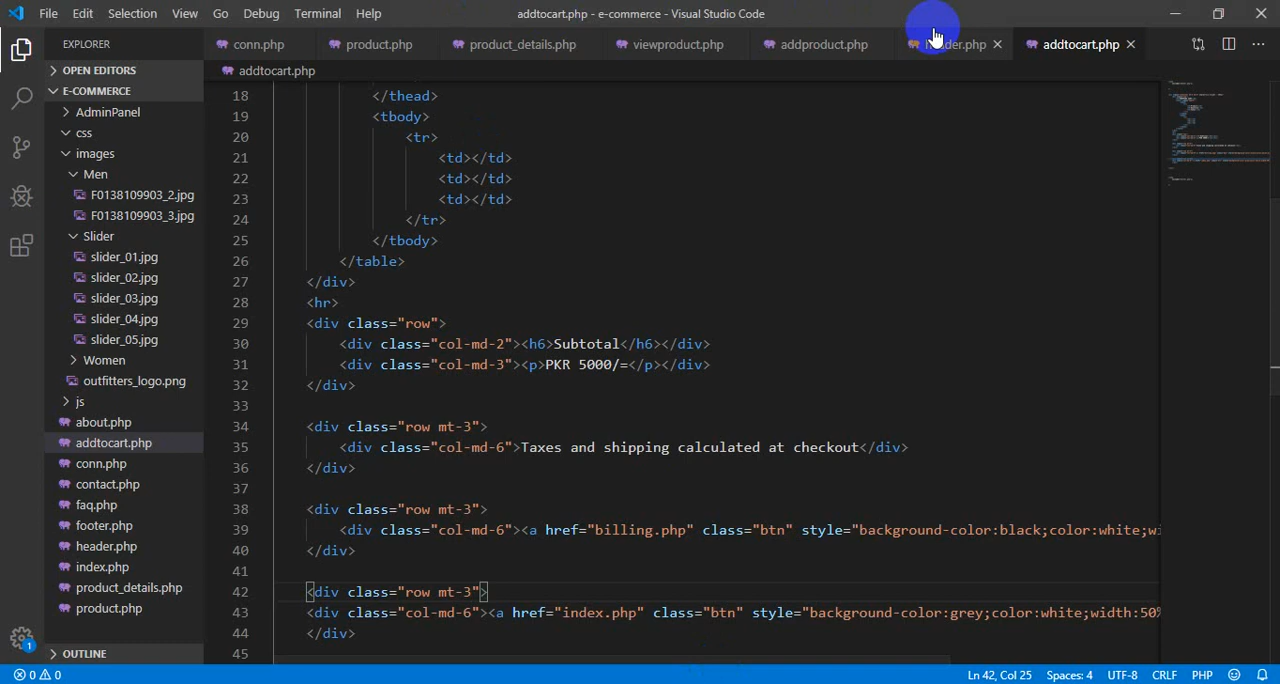 File Edit Selection View Go Debug Terminal Help addtocart.php - e-commerce - Visual Studio Code
EXPLORER
conn.php product.php product_details.php viewproduct.php addproduct.php addtocart.php
OPEN EDITORS
addtocart.php
E-COMMERCE
AdminPanel
css
images
Men
F0138109903_2.jpg
F0138109903_3.jpg
Slider
slider_01.jpg
slider_02.jpg
slider_03.jpg
slider_04.jpg
slider_05.jpg
Women
outfitters_logo.png
js
about.php
addtocart.php
conn.php
contact.php
faq.php
footer.php
header.php
index.php
product_details.php
product.php
OUTLINE
18 </thead>
19 <tbody>
20 <tr>
21 <td></td>
22 <td></td>
23 <td></td>
24 </tr>
25 </tbody>
26 </table>
27 </div>
28 <hr>
29 <div class="row">
30 <div class="col-md-2"><h6>Subtotal</h6></div>
31 <div class="col-md-3"><p>PKR 5000/=</p></div>
32 </div>
33
34 <div class="row mt-3">
35 <div class="col-md-6">Taxes and shipping calculated at checkout</div>
36 </div>
37
38 <div class="row mt-3">
39 <div class="col-md-6"><a href="billing.php" class="btn" style="background-color:black;color:white;wi
40 </div>
41
42 <div class="row mt-3">
43 <div class="col-md-6"><a href="index.php" class="btn" style="background-color:grey;color:white;width:50%
44 </div>
45
1
0 0 Ln 42, Col 25 Spaces: 4 UTF-8 CRLF PHP